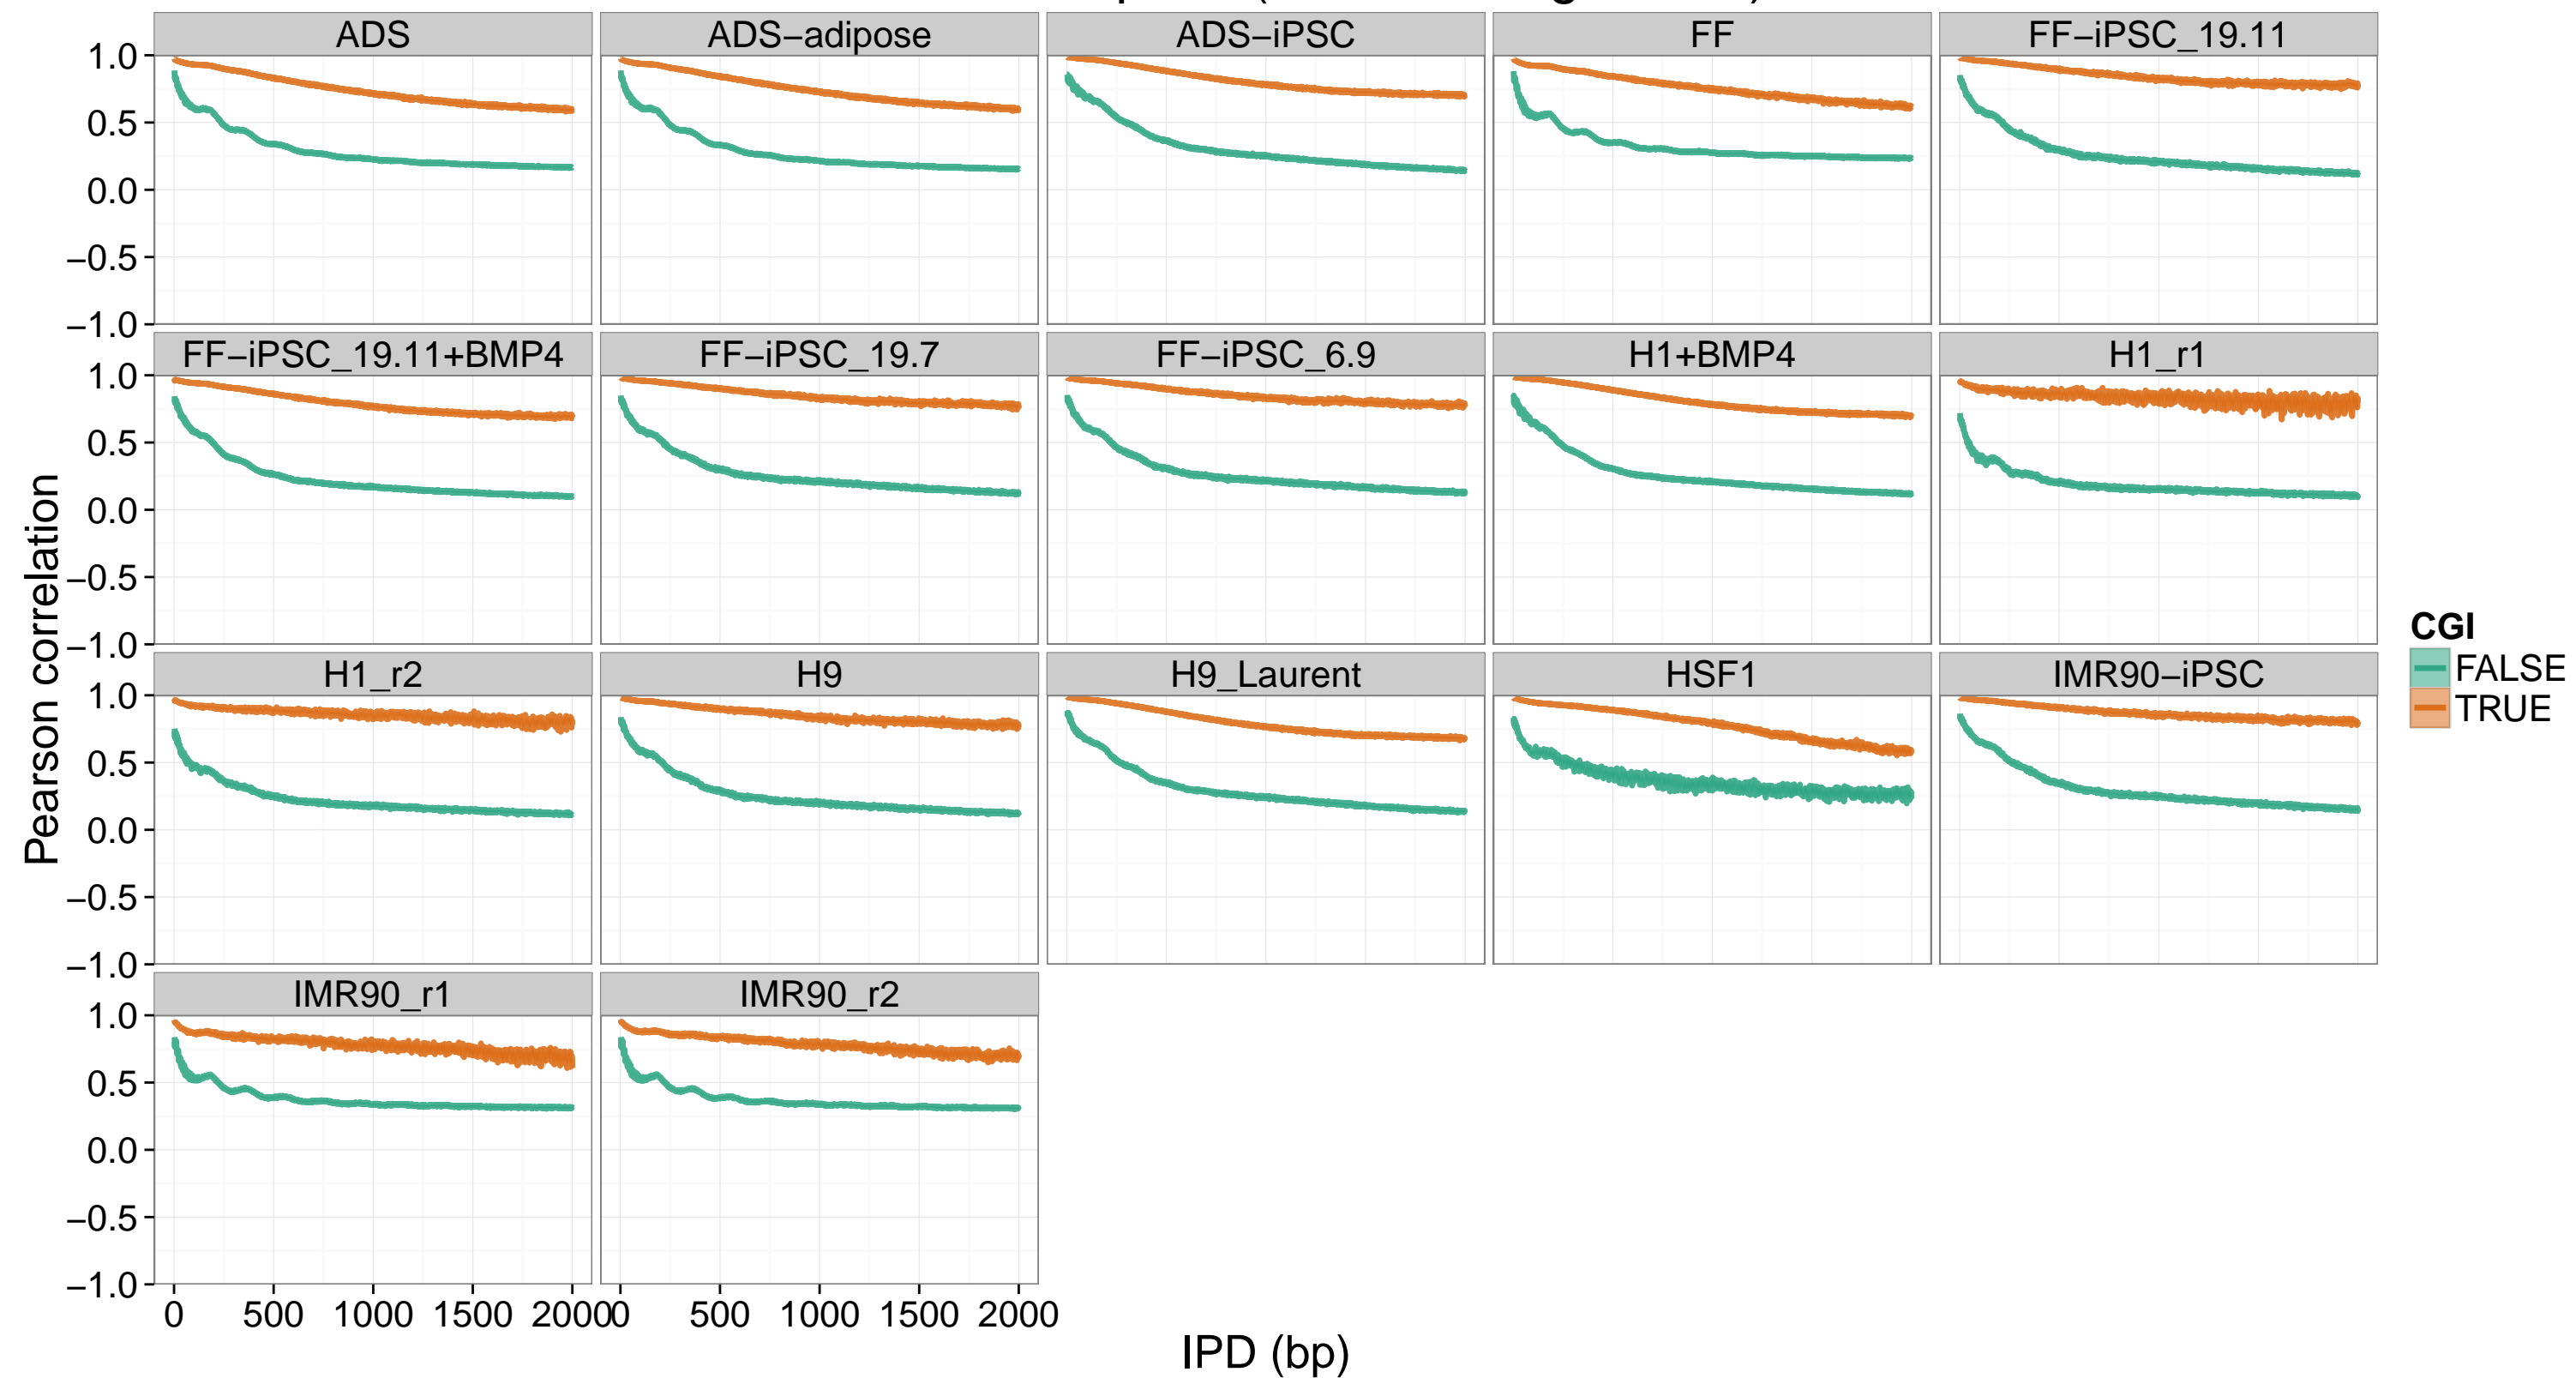 ADS ADS−adipose ADS−iPSC FF FF−iPSC_19.11
1.0
0.5
0.0
−0.5
−1.0
FF−iPSC_19.11+BMP4 FF−iPSC_19.7 FF−iPSC_6.9 H1+BMP4 H1_r1
1.0
0.5
0.0
−0.5
−1.0
H1_r2 H9 H9_Laurent HSF1 IMR90−iPSC
1.0
0.5
0.0
−0.5
−1.0
IMR90_r1 IMR90_r2
1.0
0.5
0.0
−0.5
−1.0
0 500 1000 1500 2000 0 500 1000 1500 2000
IPD (bp)
Pearson correlation
CGI
FALSE
TRUE